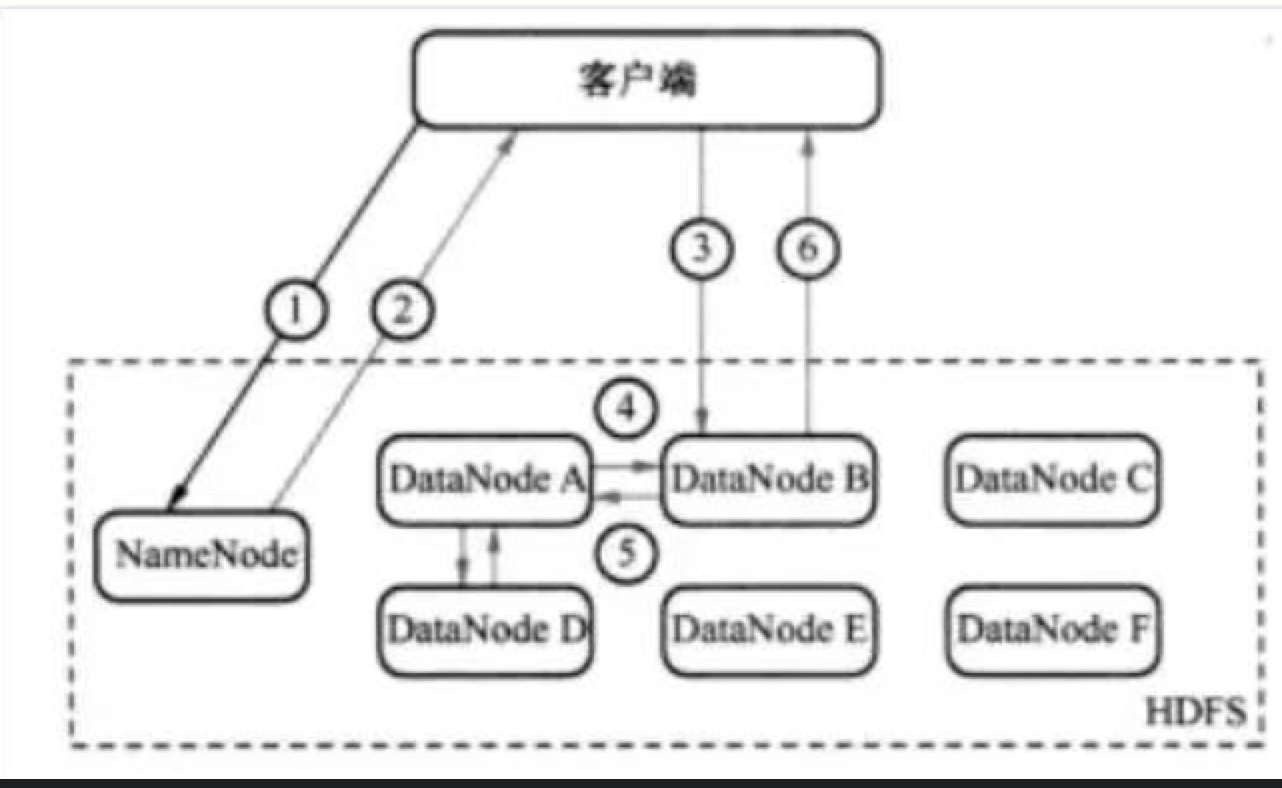 客户端
3
6
1
2
4
DataNode A
DataNode B
DataNode C
NameNode
5
DataNode D
DataNode E
DataNode F
HDFS